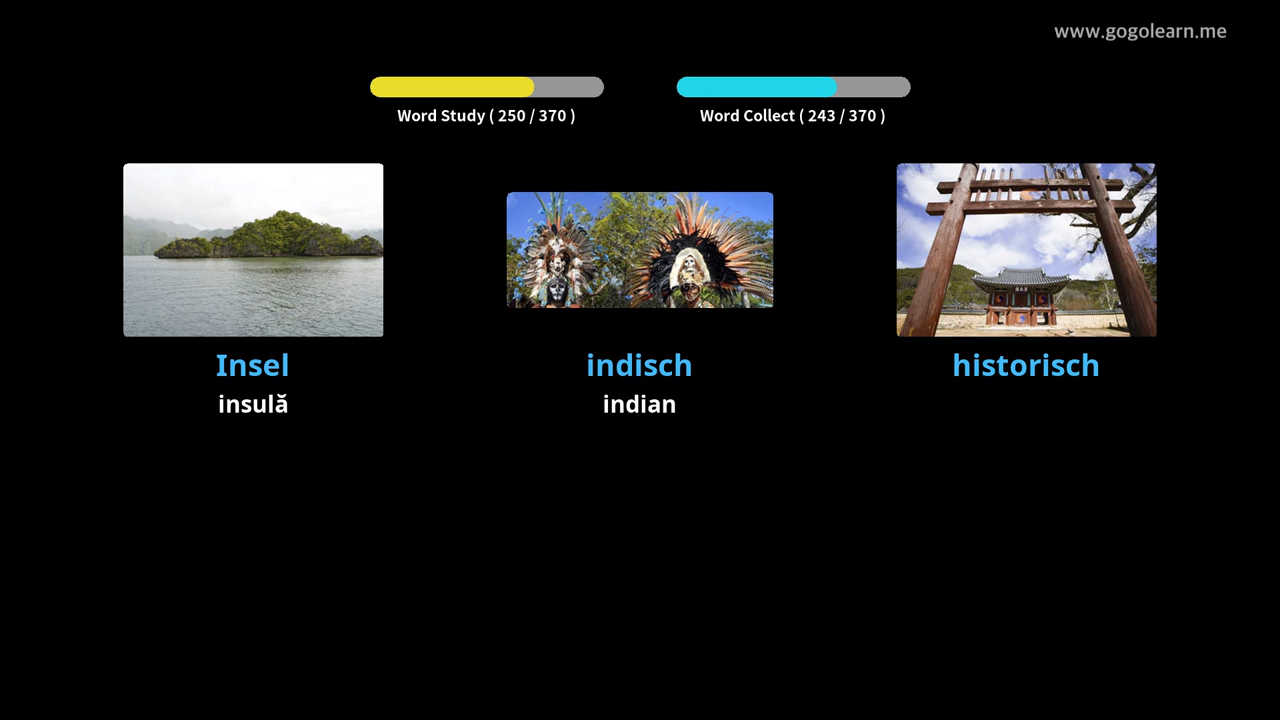 www.gogolearn.me
Word Study ( 250 / 370 )
Word Collect ( 243 / 370 )
Insel
indisch
historisch
insulă
indian